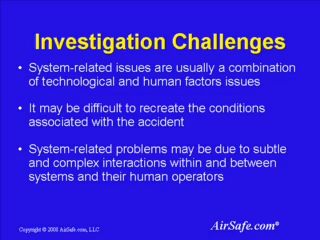 Investigation Challenges
• System-related issues are usually a combination
of technological and human factors issues
• It may be difficult to recreate the conditions
associated with the accident
• System-related problems may be due to subtle
and complex interactions within and between
systems and their human operators
Copyright © 2008 AirSafe.com, LLC
AirSafe.com®